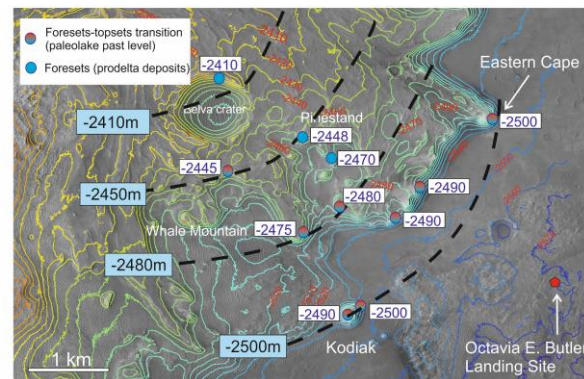 Foresets-topsets transition
(paleolake past level)
Foresets (prodelta deposits)
-2410
Belva crater
-2410m
Eastern Cape
-2500
Pinestand
-2448
-2470
-2445
-2450m
-2480
-2490
-2490
Whale Mountain
-2475
-2480m
-2490
-2500
-2500m
Kodiak
1 km
Octavia E. Butler
Landing Site